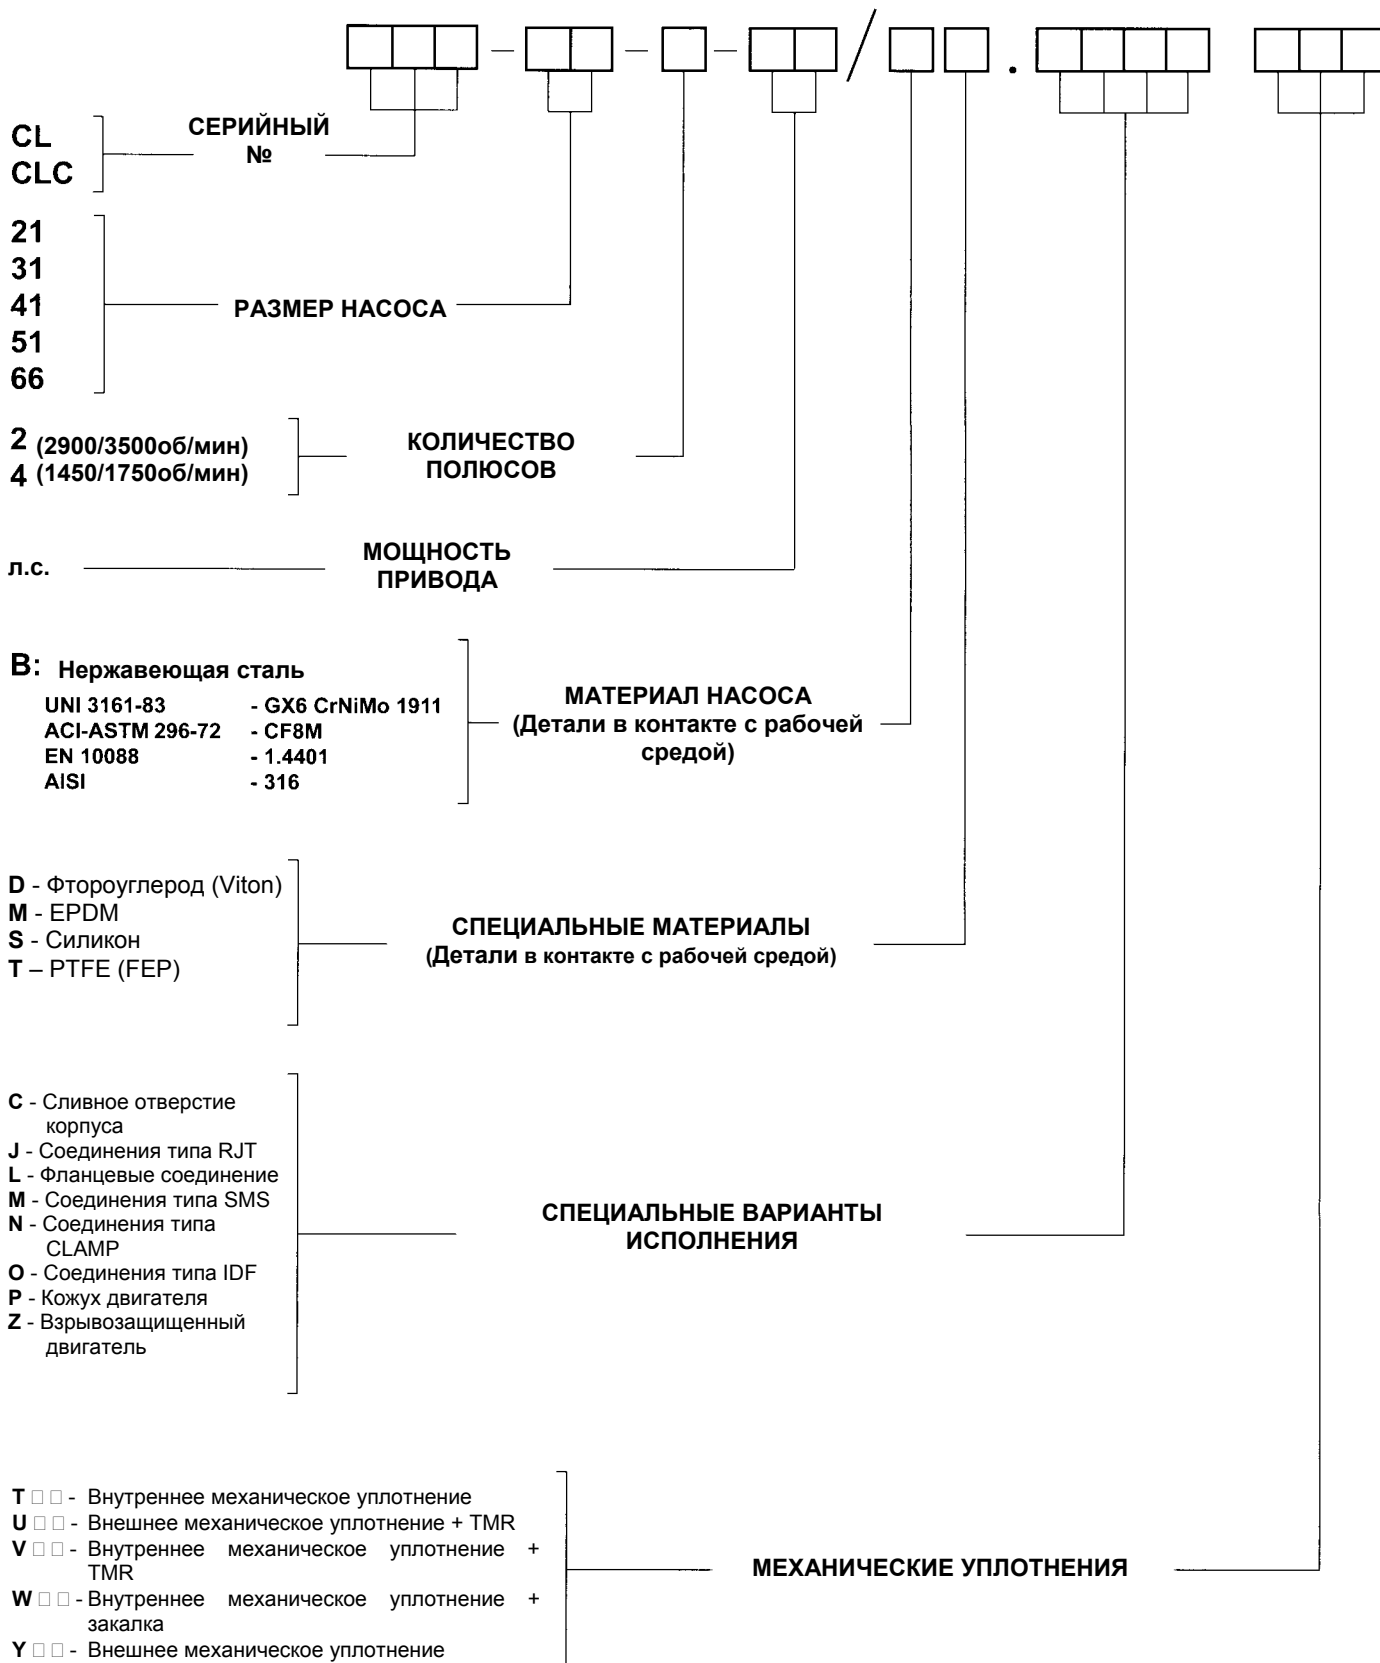 CL
CLC
СЕРИЙНЫЙ
№
21
31
41
51
66
РАЗМЕР НАСОСА
2 (2900/3500об/мин)
4 (1450/1750об/мин)
КОЛИЧЕСТВО
ПОЛЮСОВ
л.с.
МОЩНОСТЬ
ПРИВОДА
B: Нержавеющая сталь
UNI 3161-83 - GX6 CrNiMo 1911
ACI-ASTM 296-72 - CF8M
EN 10088 - 1.4401
AISI - 316
МАТЕРИАЛ НАСОСА
(Детали в контакте с рабочей
средой)
D - Фтороуглерод (Viton)
M - EPDM
S - Силикон
T – PTFE (FEP)
СПЕЦИАЛЬНЫЕ МАТЕРИАЛЫ
(Детали в контакте с рабочей средой)
C - Сливное отверстие
корпуса
J - Соединения типа RJT
L - Фланцевые соединение
M - Соединения типа SMS
N - Соединения типа
CLAMP
O - Соединения типа IDF
P - Кожух двигателя
Z - Взрывозащищенный
двигатель
СПЕЦИАЛЬНЫЕ ВАРИАНТЫ
ИСПОЛНЕНИЯ
T □ □ - Внутреннее механическое уплотнение
U □ □ - Внешнее механическое уплотнение + TMR
V □ □ - Внутреннее механическое уплотнение +
TMR
W □ □ - Внутреннее механическое уплотнение +
закалка
Y □ □ - Внешнее механическое уплотнение
МЕХАНИЧЕСКИЕ УПЛОТНЕНИЯ